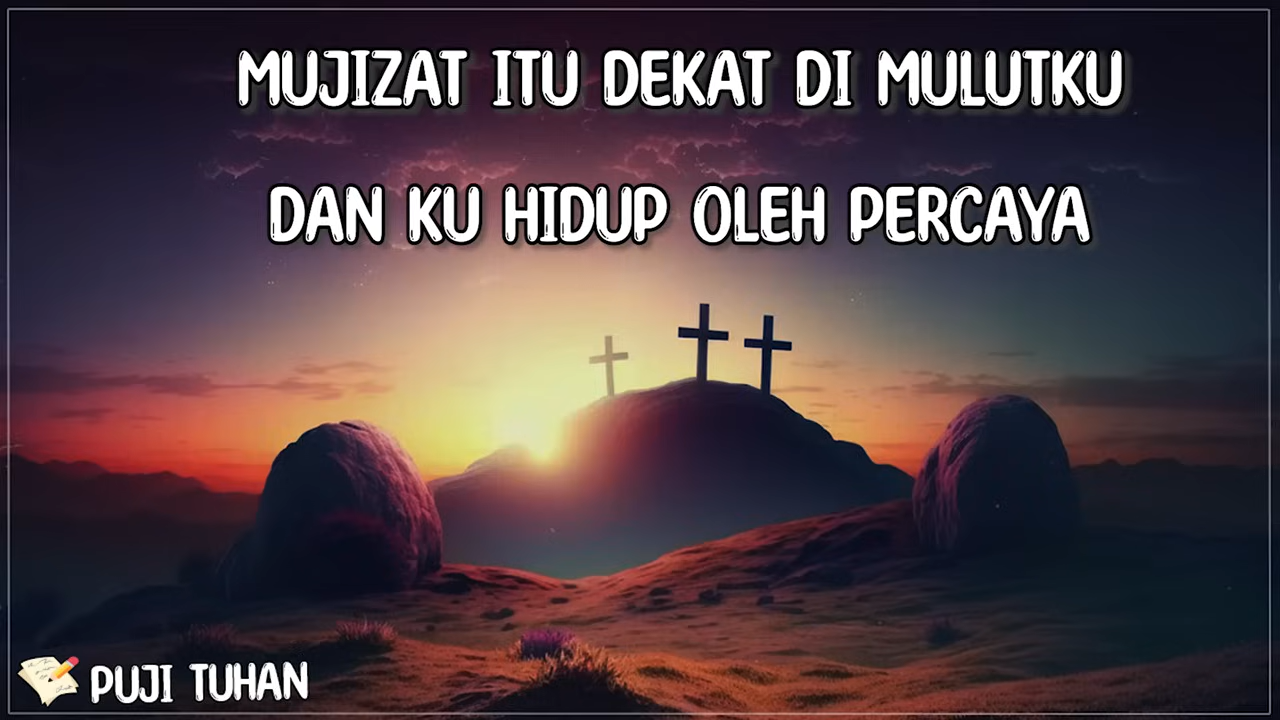 MUJIZAT ITU DEKAT DI MULUTKU
DAN KU HIDUP OLEH PERCAYA
PUJI TUHAN